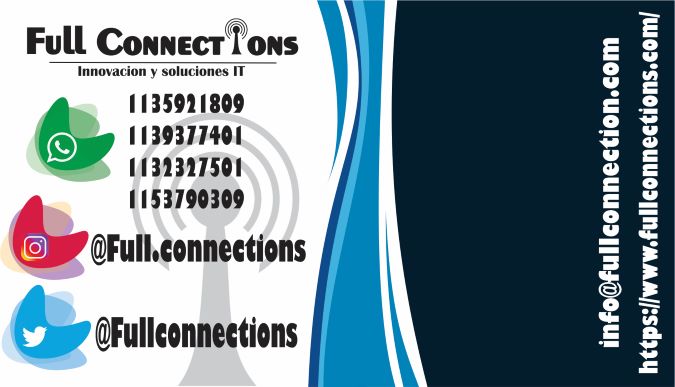 Full Connections
Innovacion y soluciones IT
1135921809
1139377401
1132327501
1153790309
@Full.connections
@Fullconnections
info@fullconnection.com
https://www.fullconnections.com/